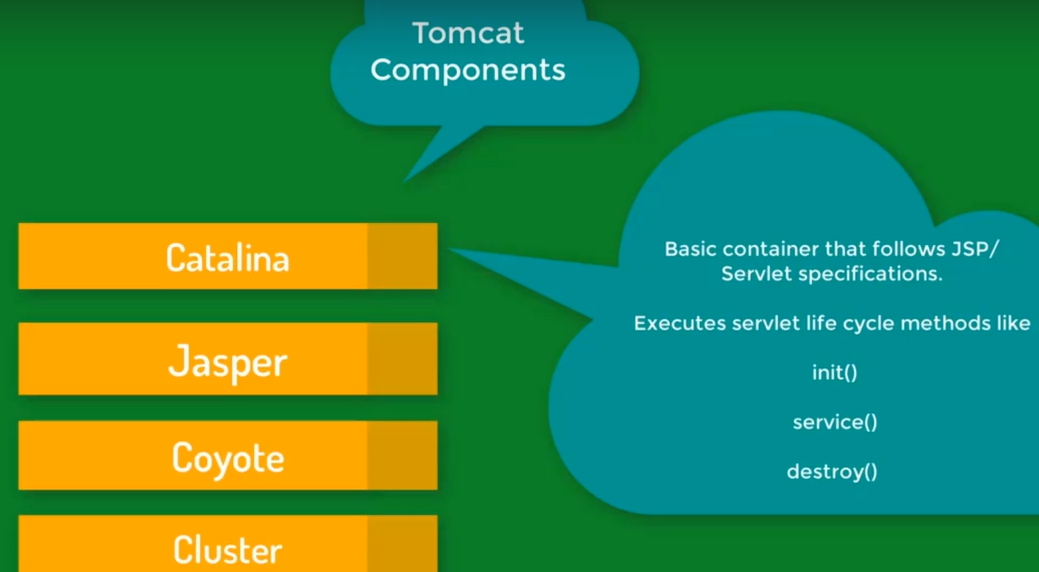 Tomcat
Components
Catalina
Jasper
Coyote
Cluster
Basic container that follows JSP/
Servlet specifications.
Executes servlet life cycle methods like
init()
service()
destroy()